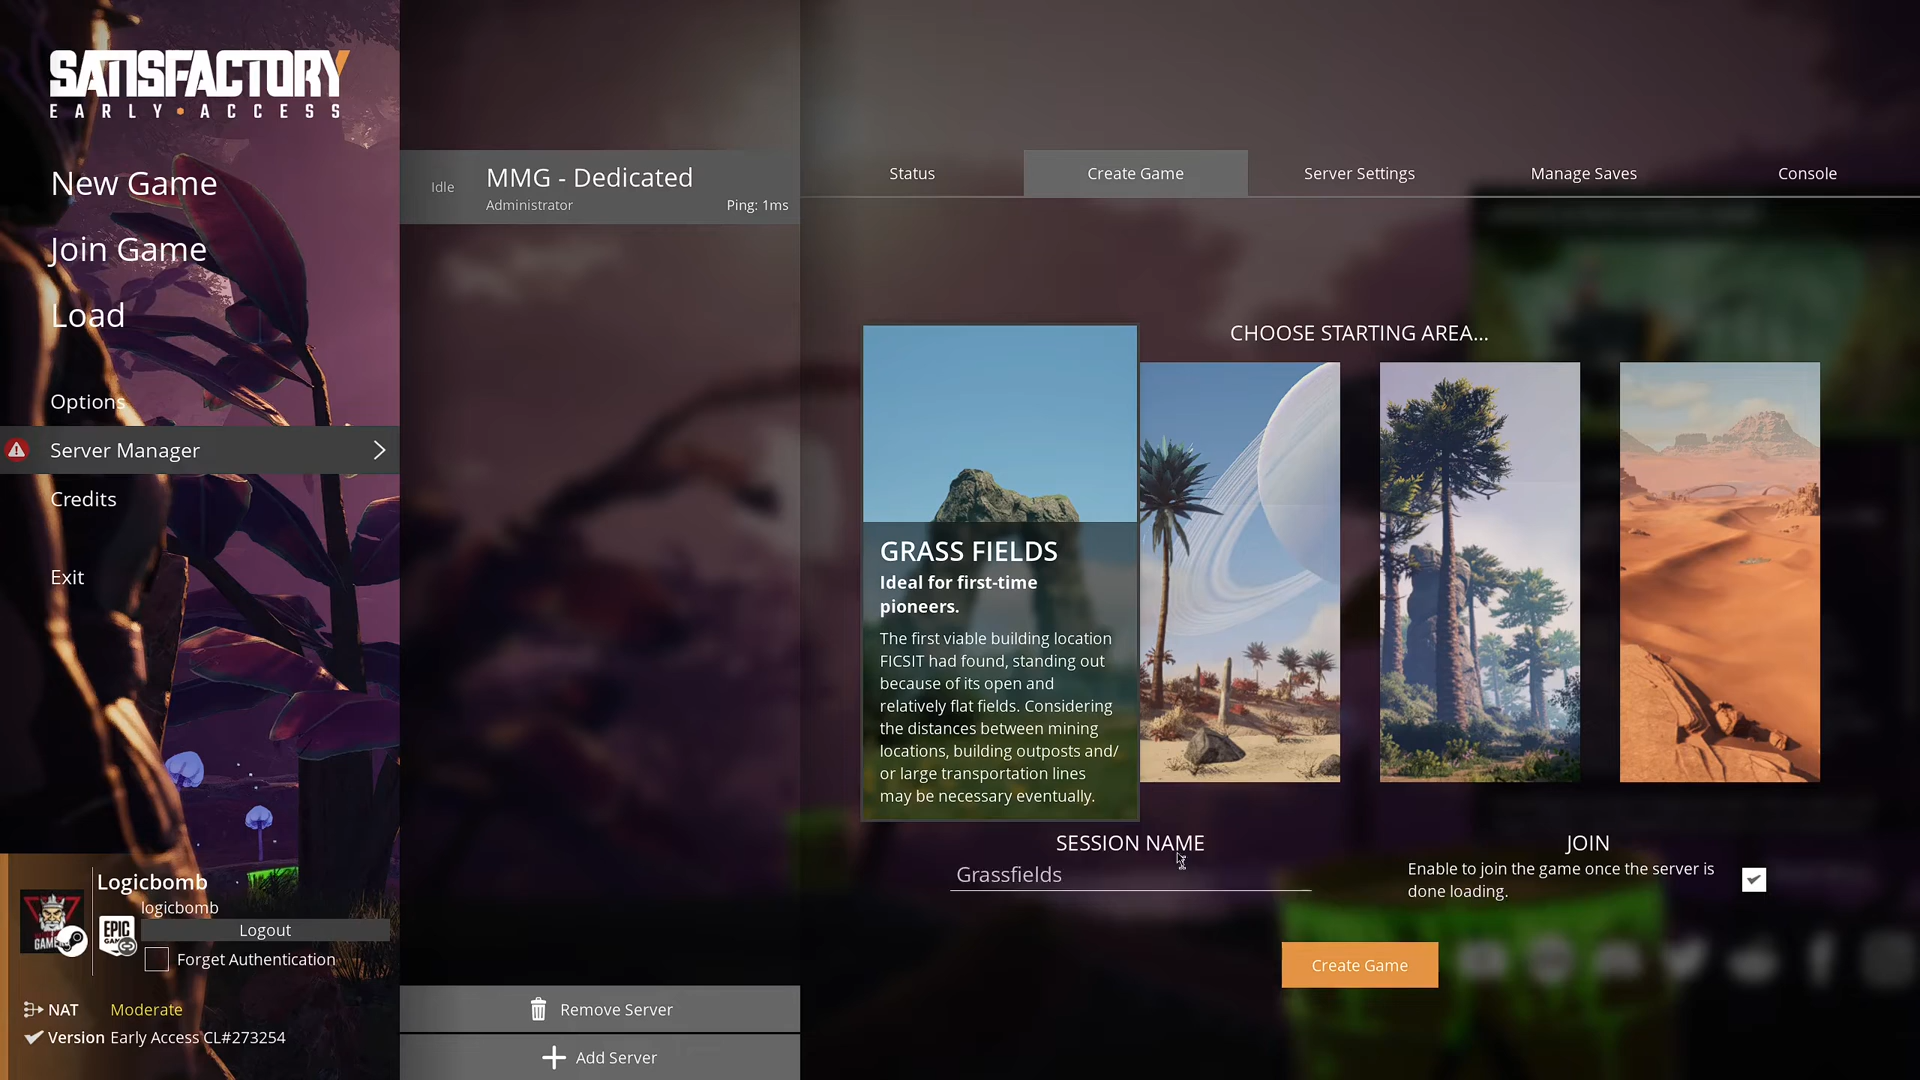 SATISFACTORY
EARLY ACCESS
New Game
Join Game
Load
Options
Server Manager
Credits
Exit
Logicbomb
logicbomb
EPIC
Logout
Forget Authentication
NAT Moderate
Version Early Access CL#273254
Idle
MMG - Dedicated
Administrator
Ping: 1ms
Remove Server
Add Server
Status
Create Game
Server Settings
Manage Saves
Console
CHOOSE STARTING AREA...
GRASS FIELDS
Ideal for first-time
pioneers.
The first viable building location
FICSIT had found, standing out
because of its open and
relatively flat fields. Considering
the distances between mining
locations, building outposts and/
or large transportation lines
may be necessary eventually.
SESSION NAME
Grassfields
JOIN
Enable to join the game once the server is
done loading.
Create Game